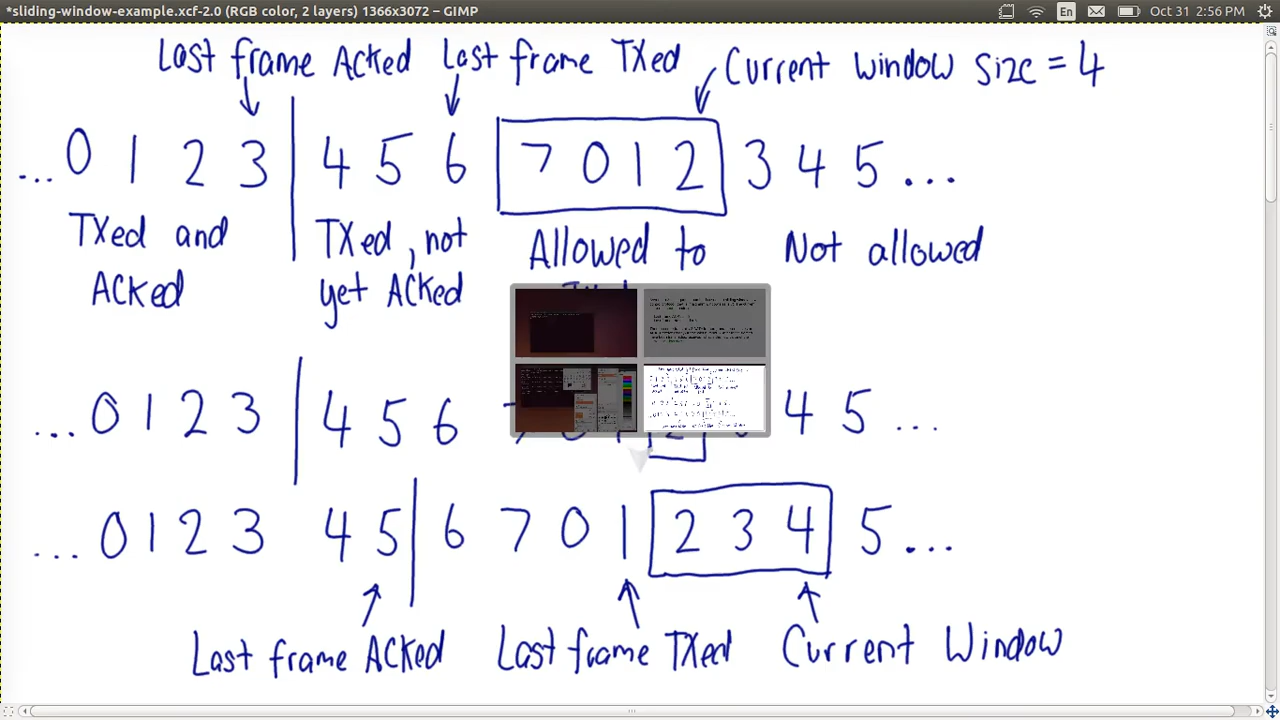 *sliding-window-example.xcf-2.0 (RGB color, 2 layers) 1366x3072 – GIMP
En
Oct 31 2:56 PM
Last frame Acked Last frame TXed Current window size = 4
...0 1 2 3 4 5 6 7 0 1 2 3 4 5 ...
TXed and TXed, not Allowed to Not allowed
ACKed yet ACKed
...0 1 2 3 4 5 6 4 5 ...
...0 1 2 3 4 5 6 7 0 1 2 3 4 5 ...
Last frame ACKed Last frame TXed Current Window